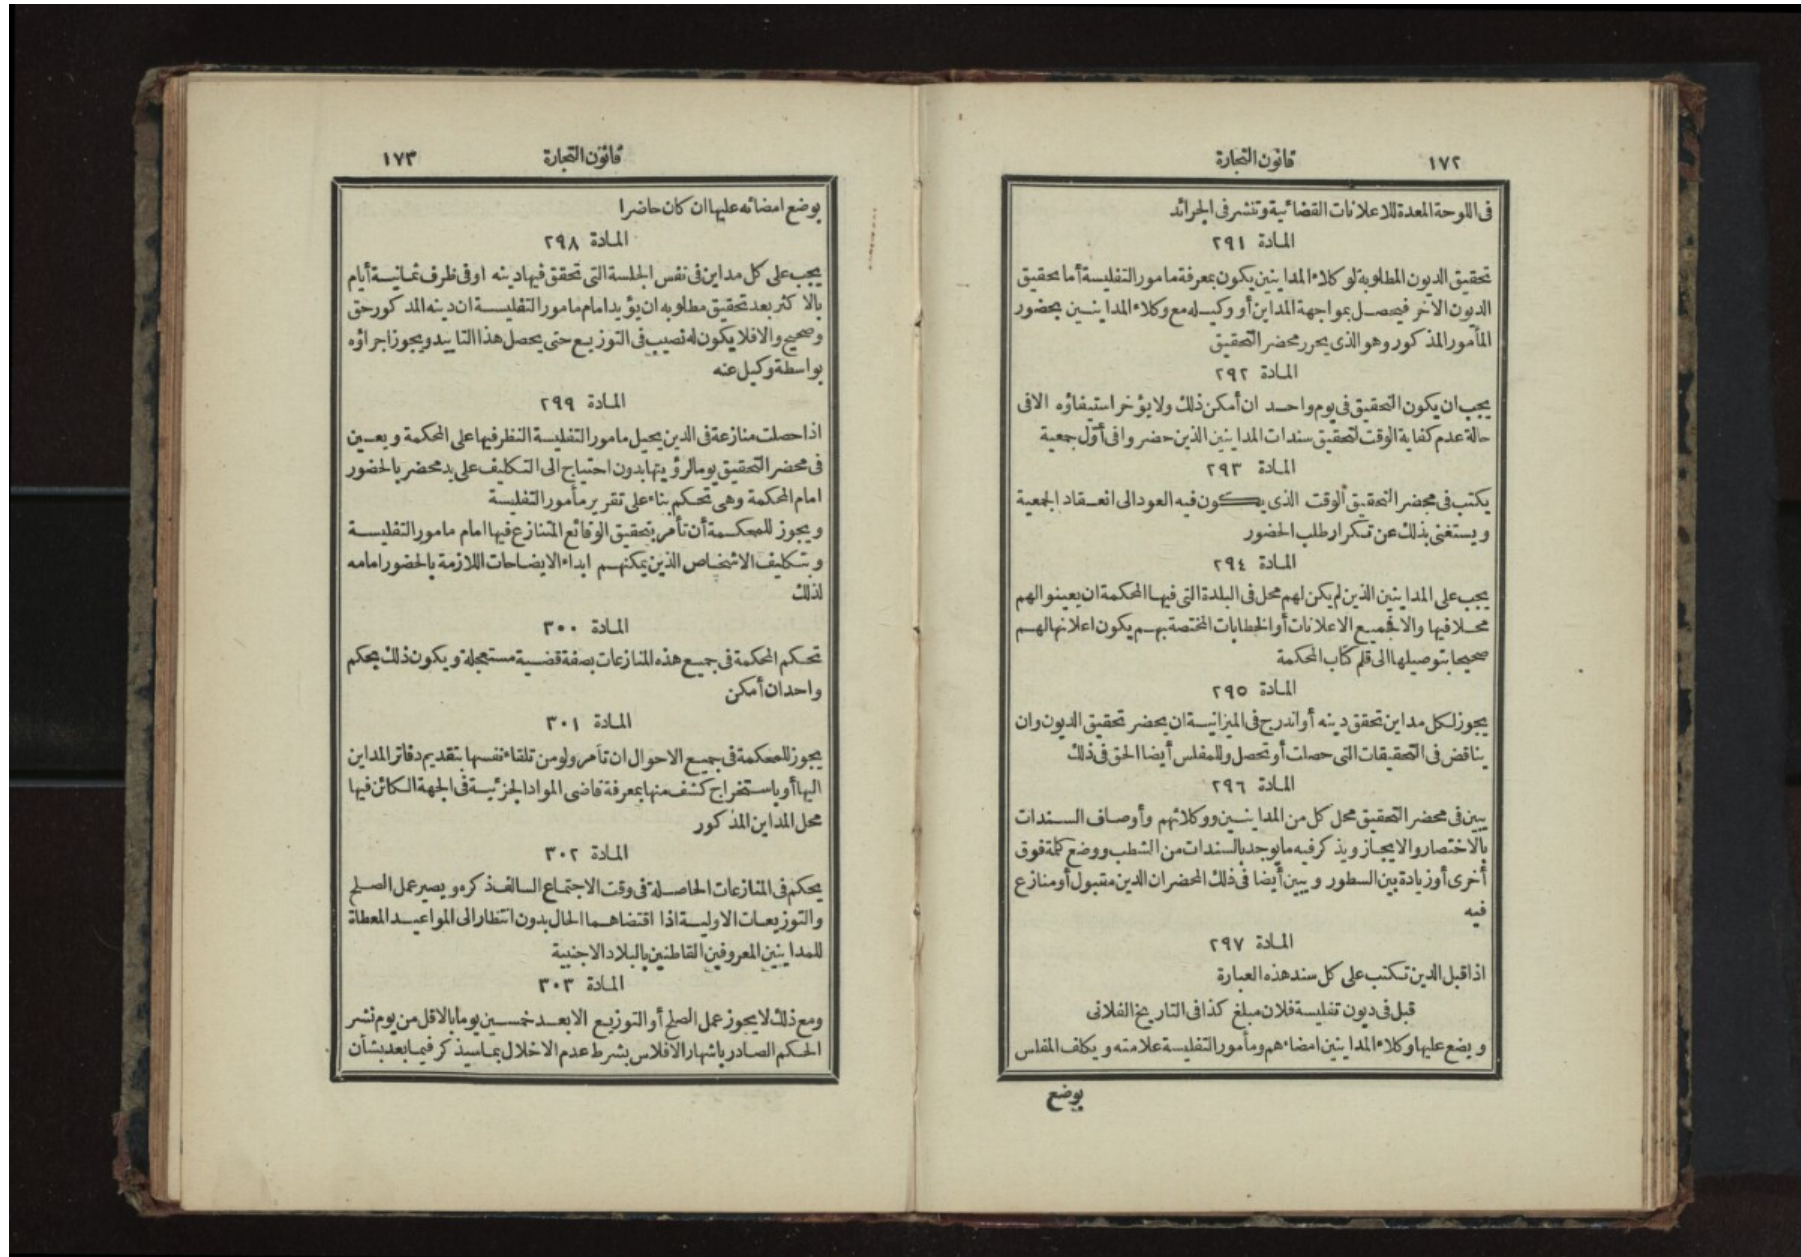 ١٧٢
قانون التجارة
فى اللوحة المعدة للاعلانات القضائية وتنشر فى الجرائد
المادة ٢٩١
تحقيق الديون المطلوبة لوكلاء المداينين يكون بمعرفة مامور التفليسة أما تحقيق
الديون الآخر فيحصل بمواجهة المداين أو وكيله مع وكلاء المداينين بحضور
المأمور المذكور وهو الذى يحرر محضر التحقيق
المادة ٢٩٢
يجب ان يكون التحقيق فى يوم واحد ان أمكن ذلك ولا يؤخر استيفاؤه الا فى
حالة عدم كفاية الوقت لتحقيق سندات المداينين الذين حضروا فى أول جمعية
المادة ٢٩٣
يكتب فى محضر التحقيق الوقت الذى يكون فيه العود الى انعقاد الجمعية
ويستغنى بذلك عن تكرار طلب الحضور
المادة ٢٩٤
يجب على المداينين الذين لم يكن لهم محل فى البلدة التى فيها المحكمة ان يعينوا لهم
محلا فيها والا فجميع الاعلانات أو الخطابات المختصة بهم يكون اعلانها لهم
صحيحا بتوصيلها الى قلم كتاب المحكمة
المادة ٢٩٥
يجوز لكل مداين تحقق دينه أو اندرج فى الميزانية ان يحضر تحقيق الديون وان
يناقض فى التحقيقات التى حصلت أو تحصل وللمفلس أيضا الحق فى ذلك
المادة ٢٩٦
يبين فى محضر التحقيق محل كل من المداينين ووكلائهم وأوصاف السندات
بالاختصار والايجاز ويذكر فيه ما يوجد بالسندات من الشطب ووضع كلمة فوق
أخرى أو زيادة بين السطور ويبين أيضا فى ذلك المحضر ان الدين مقبول أو منازع
فيه
المادة ٢٩٧
اذا قبل الدين تكتب على كل سند هذه العبارة
قبل فى ديون تفليسة فلان مبلغ كذا فى التاريخ الفلانى
ويضع عليها وكلاء المداينين امضاءهم ومأمور التفليسة علامته ويكلف المفلس
بوضع
قانون التجارة
١٧٣
بوضع امضائه عليها ان كان حاضرا
المادة ٢٩٨
يجب على كل مداين فى نفس الجلسة التى تحقق فيها دينه او فى ظرف ثمانية أيام
بالاكثر بعد تحقيق مطلوبه ان يؤيد امام مامور التفليسة ان دينه المذكور حق
وصحيح والا فلا يكون له نصيب فى التوزيع حتى يحصل هذا التاييد ويجوز اجراؤه
بواسطة وكيل عنه
المادة ٢٩٩
اذا حصلت منازعة فى الدين يحيل مامور التفليسة النظر فيها على المحكمة ويعين
فى محضر التحقيق يوما لرؤيتها بدون احتياج الى التكليف على يد محضر بالحضور
امام المحكمة وهى تحكم بناء على تقرير مأمور التفليسة
ويجوز للمحكمة أن تأمر بتحقيق الوقائع المتنازع فيها امام مامور التفليسة
وبتكليف الاشخاص الذين يمكنهم ابداء الايضاحات اللازمة بالحضور امامه
لذلك
المادة ٣٠٠
تحكم المحكمة فى جميع هذه المنازعات بصفة قضية مستعجلة ويكون ذلك بحكم
واحد ان أمكن
المادة ٣٠١
يجوز للمحكمة فى جميع الاحوال ان تأمر ولو من تلقاء نفسها بتقديم دفاتر المداين
اليها أو باستخراج كشف منها بمعرفة قاضى المواد الجزئية فى الجهة الكائن فيها
محل المداين المذكور
المادة ٣٠٢
يحكم فى المنازعات الحاصلة فى وقت الاجتماع السالف ذكره ويصير عمل الصلح
والتوزيعات الاولية اذا اقتضاهما الحال بدون انتظار الى المواعيد المعطاة
للمداينين المعروفين القاطنين بالبلاد الاجنبية
المادة ٣٠٣
ومع ذلك لا يجوز عمل الصلح أو التوزيع الا بعد خمسين يوما بالاقل من يوم نشر
الحكم الصادر باشهار الافلاس بشرط عدم الاخلال بما سيذكر فيما بعد بشأن